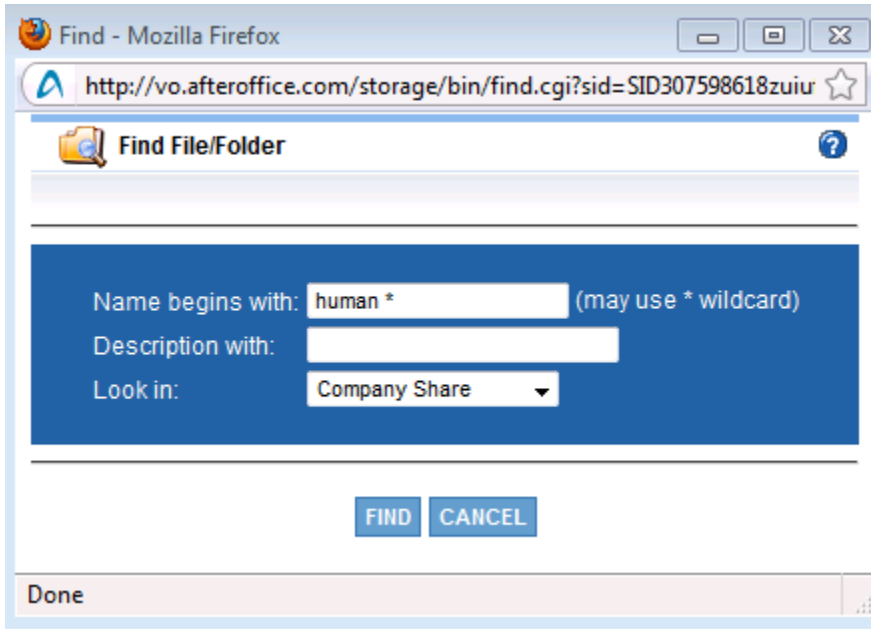 Find - Mozilla Firefox
http://vo.afteroffice.com/storage/bin/find.cgi?sid=SID307598618zuiu
Find File/Folder
Name begins with: human * (may use * wildcard)
Description with:
Look in: Company Share
FIND CANCEL
Done